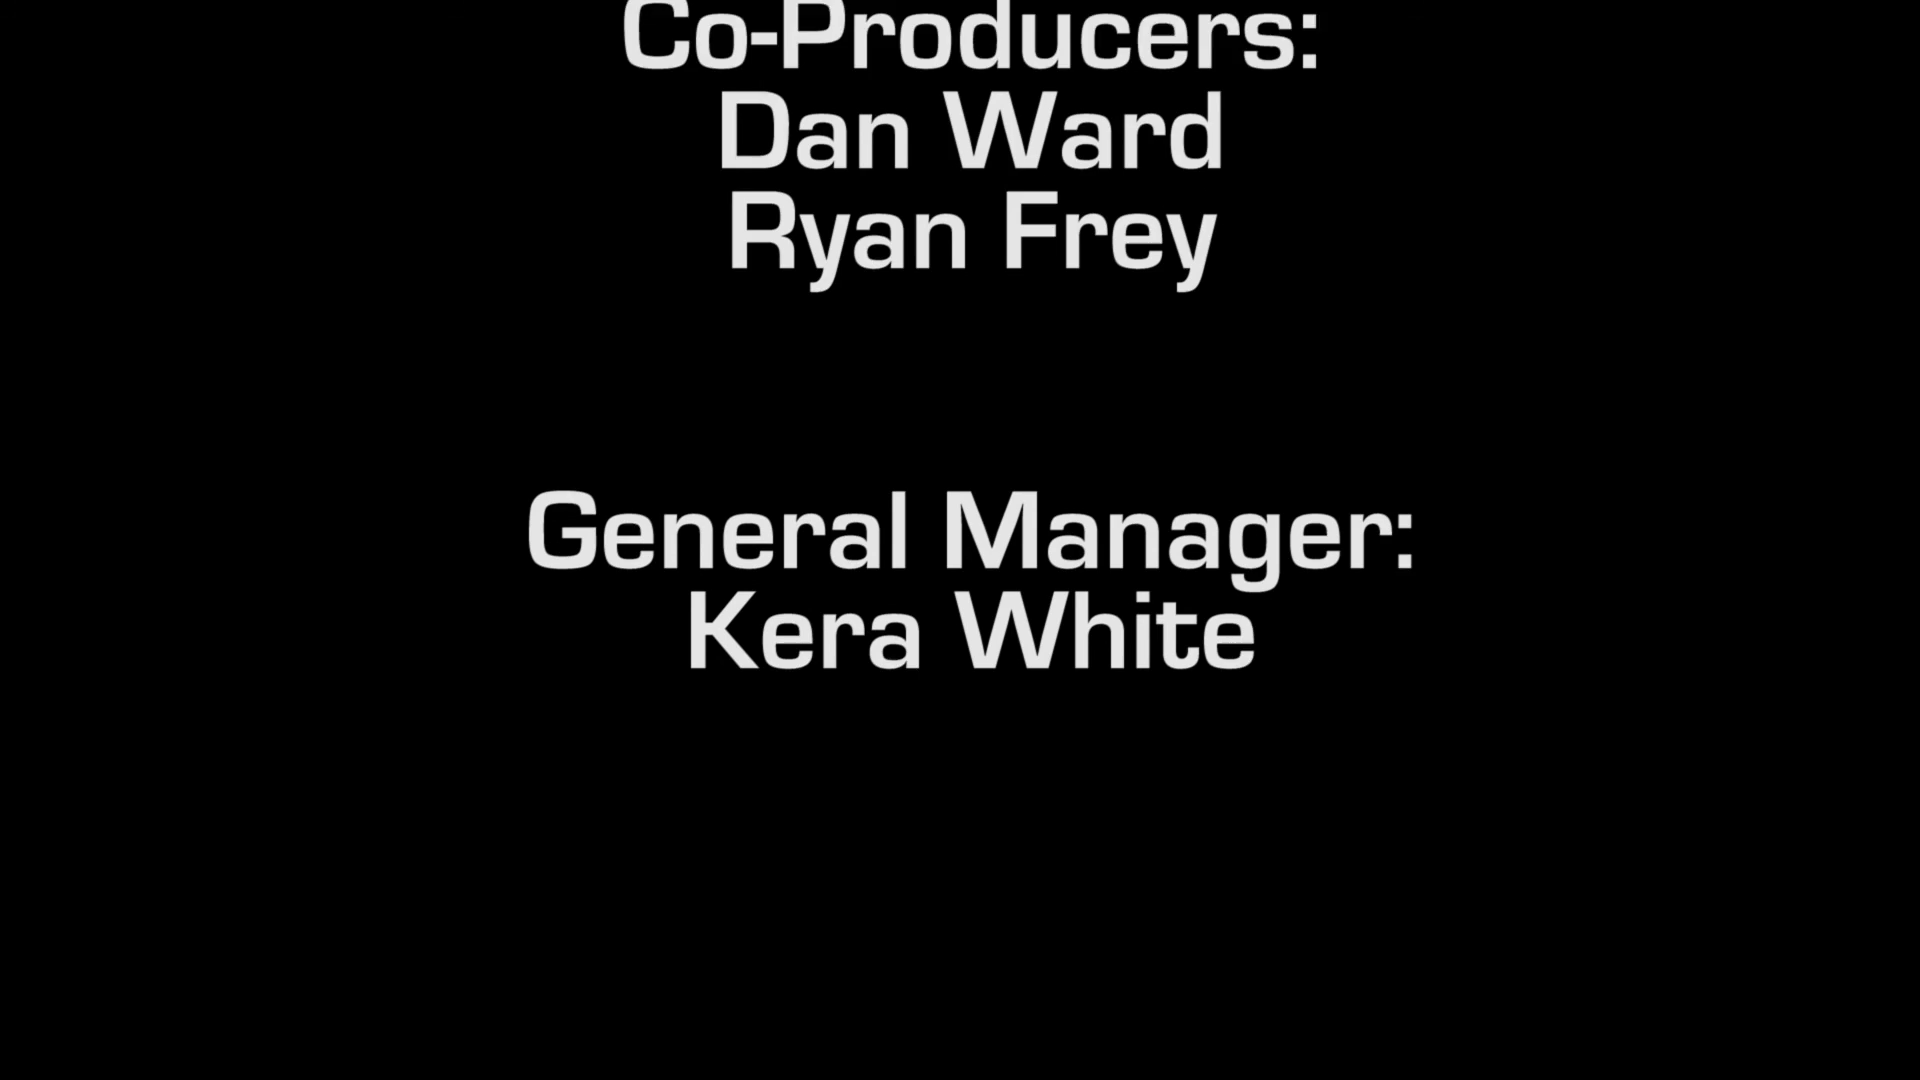 Co-Producers:
Dan Ward
Ryan Frey
General Manager:
Kera White